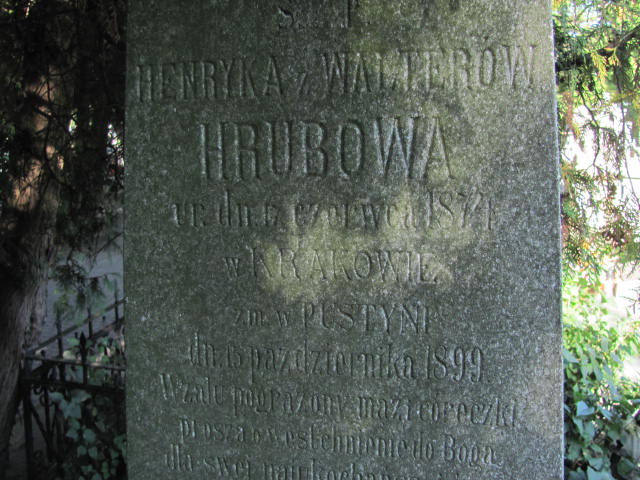 Ś. P.
HENRYKA z WALTERÓW
HRUBOWA
ur. dn. 17 czerwca 1874
w KRAKOWIE
zm. w PUSTYNI
dn. 15 października 1899
W żalu pogrążony mąż i córeczki
proszą o westchnienie do Boga
dla swej